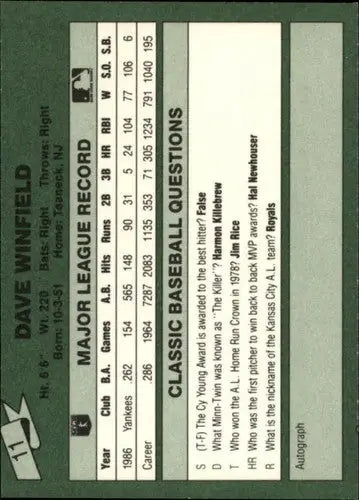 11
DAVE WINFIELD
Ht. 6'6" Wt. 220 Bats: Right Throws: Right
Born: 10-3-51 Home: Teaneck, NJ
MAJOR LEAGUE RECORD
Year Club B.A. Games A.B. Hits Runs 2B 3B HR RBI W S.O. S.B.
1986 Yankees .262 154 565 148 90 31 5 24 104 77 106 6
Career .286 1964 7287 2083 1135 353 71 305 1234 791 1040 195
CLASSIC BASEBALL QUESTIONS
S (T-F) The Cy Young Award is awarded to the best hitter? False
D What Minn-Twin was known as "The Killer"? Harmon Killebrew
T Who won the A.L. Home Run Crown in 1978? Jim Rice
HR Who was the first pitcher to win back to back MVP awards? Hal Newhouser
R What is the nickname of the Kansas City A.L. team? Royals
Autograph